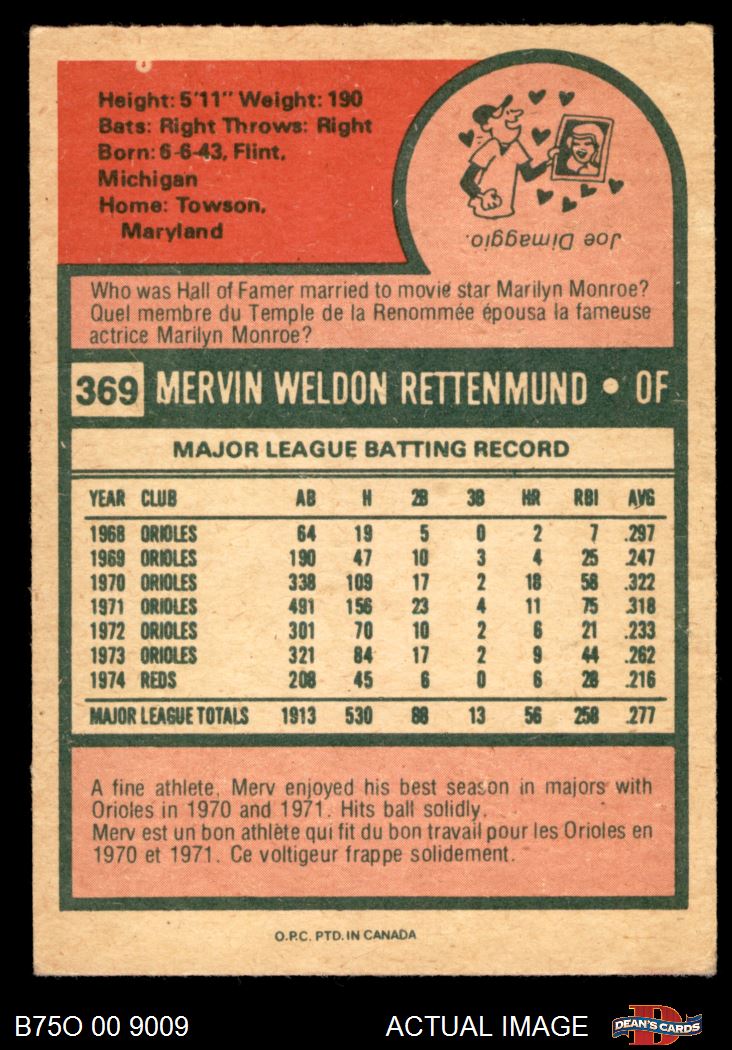 Height: 5'11" Weight: 190
Bats: Right Throws: Right
Born: 6-6-43, Flint,
Michigan
Home: Towson,
Maryland
Joe Dimaggio.
Who was Hall of Famer married to movie star Marilyn Monroe?
Quel membre du Temple de la Renommée épousa la fameuse
actrice Marilyn Monroe?
369 MERVIN WELDON RETTENMUND • OF
MAJOR LEAGUE BATTING RECORD
YEAR CLUB AB H 2B 3B HR RBI AVG
1968 ORIOLES 64 19 5 0 2 7 .297
1969 ORIOLES 190 47 10 3 4 25 .247
1970 ORIOLES 338 109 17 2 18 58 .322
1971 ORIOLES 491 156 23 4 11 75 .318
1972 ORIOLES 301 70 10 2 6 21 .233
1973 ORIOLES 321 84 17 2 9 44 .262
1974 REDS 208 45 6 0 6 28 .216
MAJOR LEAGUE TOTALS 1913 530 88 13 56 258 .277
A fine athlete, Merv enjoyed his best season in majors with
Orioles in 1970 and 1971. Hits ball solidly.
Merv est un bon athlète qui fit du bon travail pour les Orioles en
1970 et 1971. Ce voltigeur frappe solidement.
O.P.C. PTD. IN CANADA
B75O 00 9009 ACTUAL IMAGE D DEAN'S CARDS